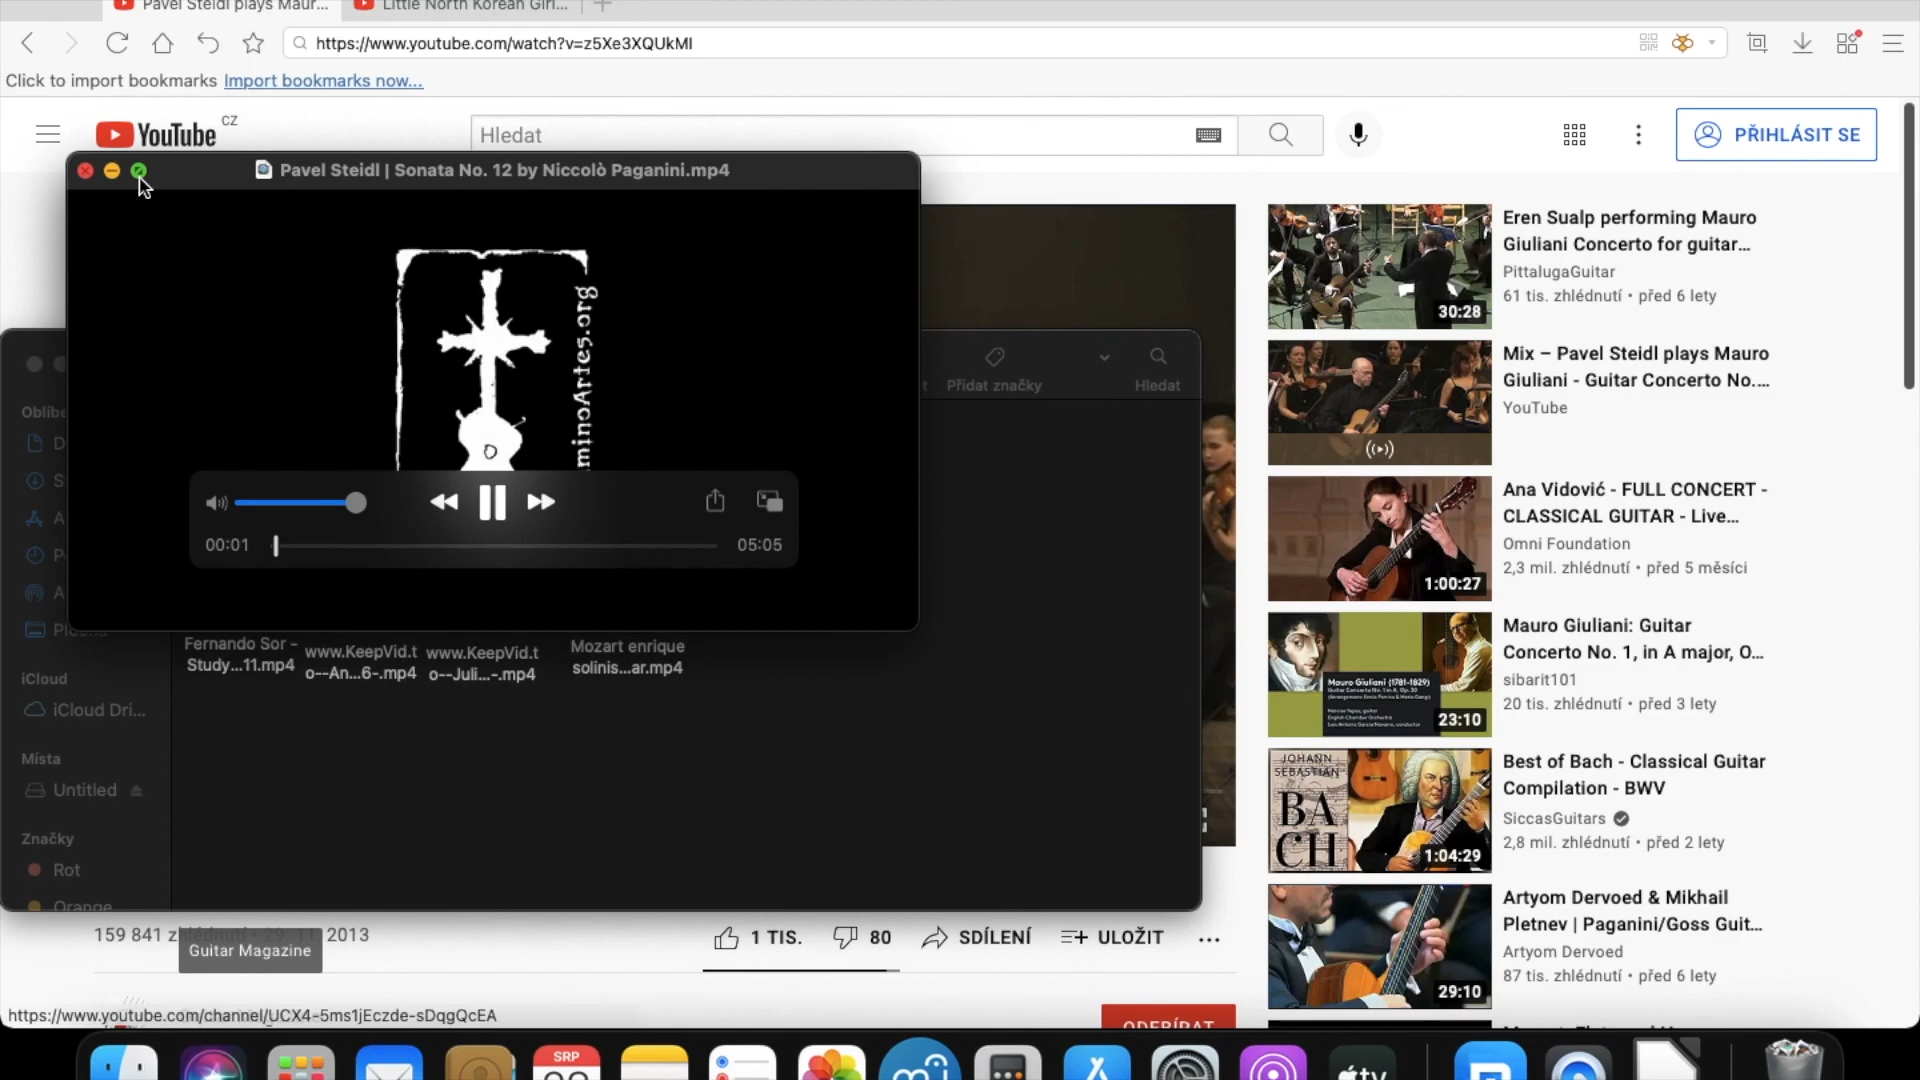 Pavel Steidl plays Maur...
Little North Korean Girl...
https://www.youtube.com/watch?v=z5Xe3XQUkMI
Click to import bookmarks Import bookmarks now...
YouTube CZ
Hledat
PŘIHLÁSIT SE
Pavel Steidl | Sonata No. 12 by Niccolò Paganini.mp4
minoArtes.org
00:01
05:05
Přidat značky
Hledat
Oblíbe
iCloud
iCloud Dri...
Místa
Untitled
Značky
Rot
Orange
Fernando Sor -
Study...11.mp4
www.KeepVid.t
o--An...6-.mp4
www.KeepVid.t
o--Juli...-.mp4
Mozart enrique
solinis...ar.mp4
159 841 zhlédnutí • 29. 11. 2013
Guitar Magazine
1 TIS.
80
SDÍLENÍ
ULOŽIT
ODEBÍRAT
https://www.youtube.com/channel/UCX4-5ms1jEczde-sDqgQcEA
Eren Sualp performing Mauro
Giuliani Concerto for guitar...
PittalugaGuitar
61 tis. zhlédnutí • před 6 lety
30:28
Mix – Pavel Steidl plays Mauro
Giuliani - Guitar Concerto No....
YouTube
Ana Vidović - FULL CONCERT -
CLASSICAL GUITAR - Live...
Omni Foundation
2,3 mil. zhlédnutí • před 5 měsíci
1:00:27
Mauro Giuliani: Guitar
Concerto No. 1, in A major, O...
sibarit101
20 tis. zhlédnutí • před 3 lety
Mauro Giuliani (1781-1829)
23:10
Best of Bach - Classical Guitar
Compilation - BWV
SiccasGuitars
2,8 mil. zhlédnutí • před 2 lety
JOHANN
SEBASTIAN
BA
CH
1:04:29
Artyom Dervoed & Mikhail
Pletnev | Paganini/Goss Guit...
Artyom Dervoed
87 tis. zhlédnutí • před 6 lety
29:10
SRP
tv